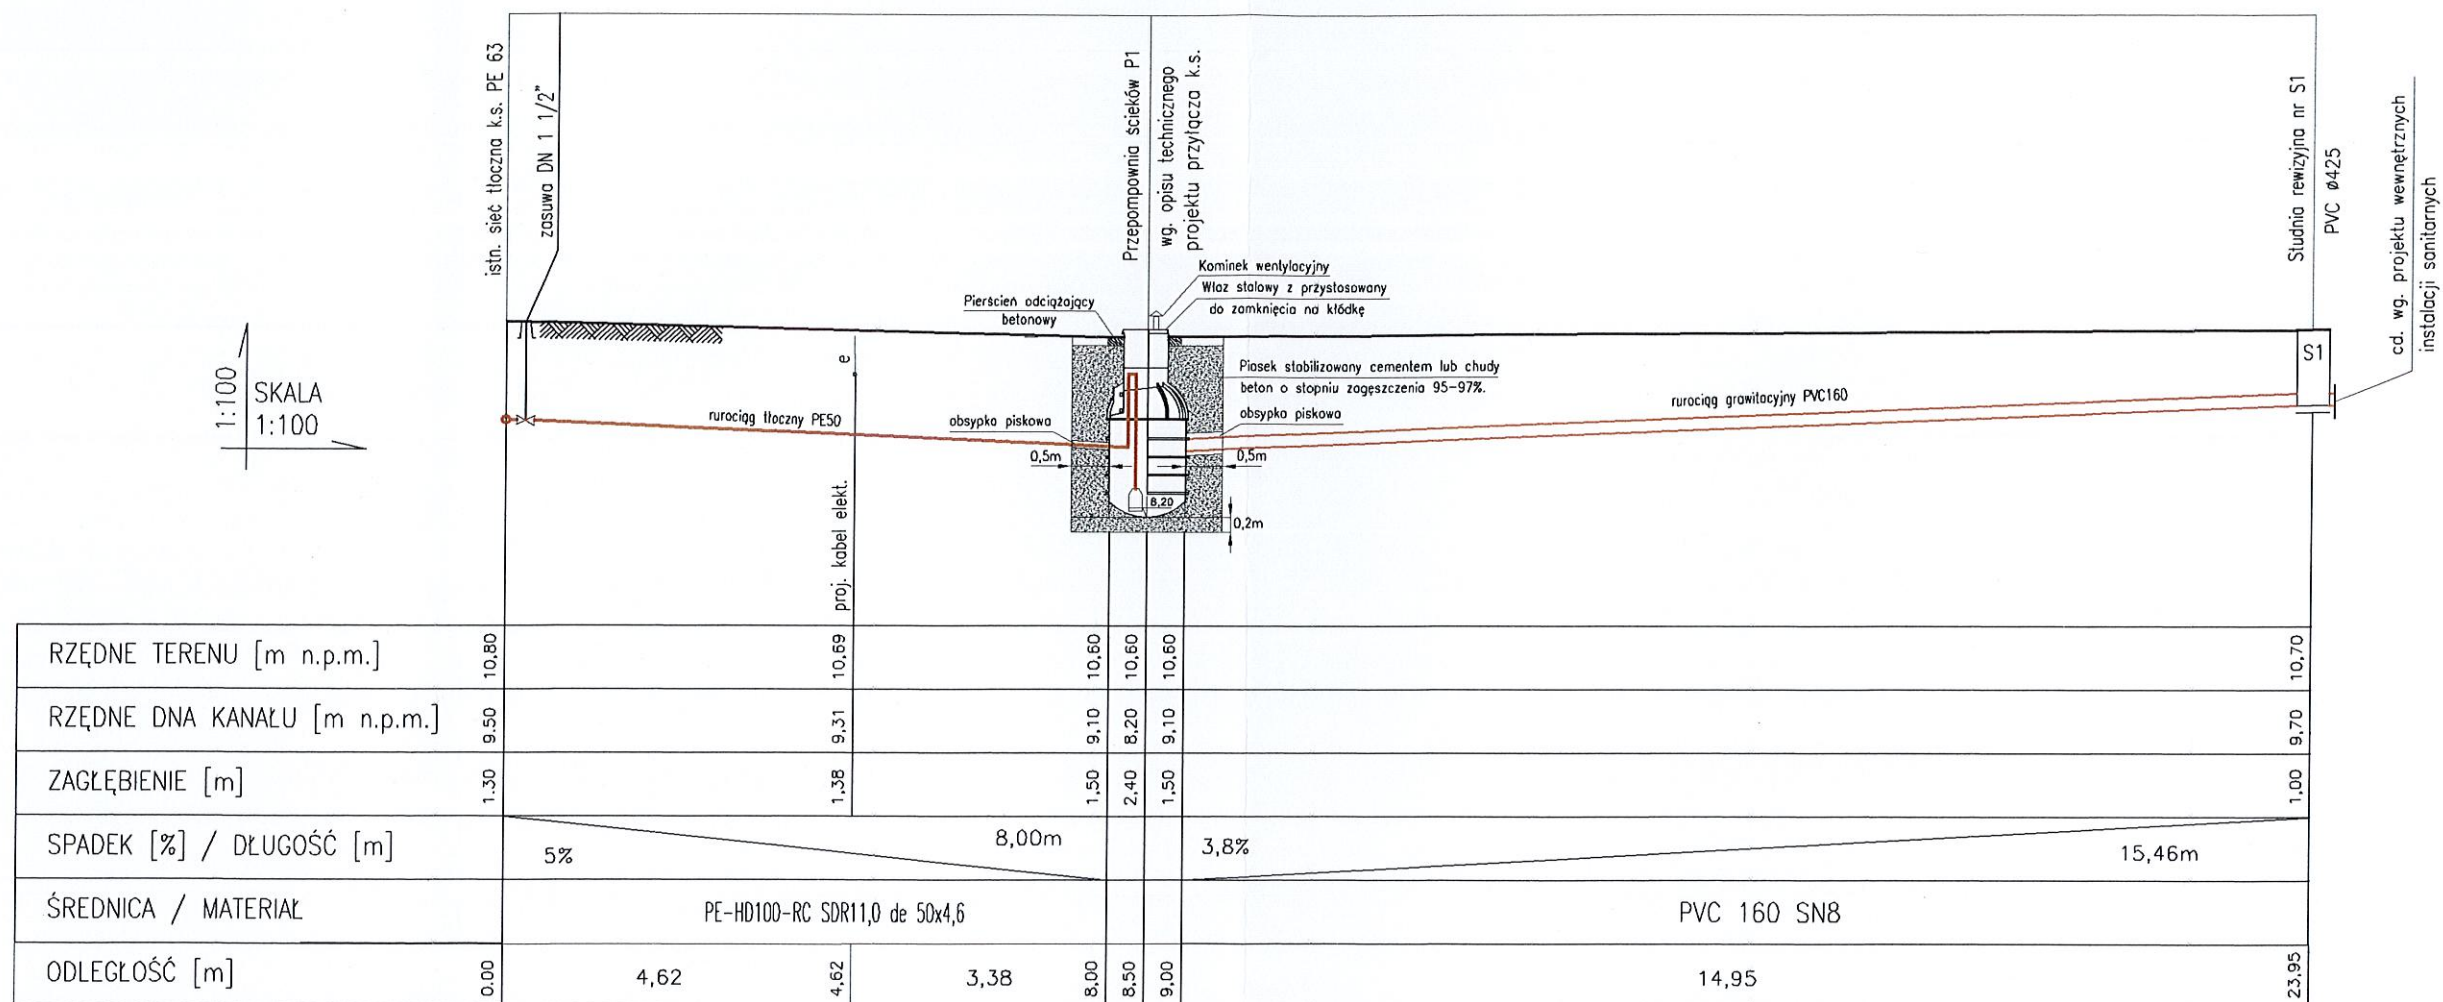 istn. sieć tłoczna k.s. PE 63
zasuwa DN 1 1/2"
Przepompownia ścieków P1
wg. opisu technicznego
projektu przyłącza k.s.
Studnia rewizyjna nr S1
PVC ø425
cd. wg. projektu wewnętrznych
instalacji sanitarnych
Kominek wentylacyjny
Właz stalowy z przystosowany
do zamknięcia na kłódkę
Pierścień odciążający
betonowy
1:100
SKALA
1:100
e
S1
Piasek stabilizowany cementem lub chudy
beton o stopniu zagęszczenia 95-97%.
obsypka piskowa
rurociąg tłoczny PE50
obsypka piskowa
rurociąg grawitacyjny PVC160
0,5m
0,5m
8,20
0,2m
proj. kabel elekt.
RZĘDNE TERENU [m n.p.m.] 10,80 10,69 10,60 10,60 10,60 10,70
RZĘDNE DNA KANAŁU [m n.p.m.] 9.50 9,31 9,10 8,20 9,10 9,70
ZAGŁĘBIENIE [m] 1.30 1,38 1,50 2,40 1,50 1,00
SPADEK [%] / DŁUGOŚĆ [m] 5% 8,00m 3,8% 15,46m
ŚREDNICA / MATERIAŁ PE-HD100-RC SDR11,0 de 50x4,6 PVC 160 SN8
ODLEGŁOŚĆ [m] 0.00 4,62 4,62 3,38 8,00 8,50 9,00 14,95 23,95